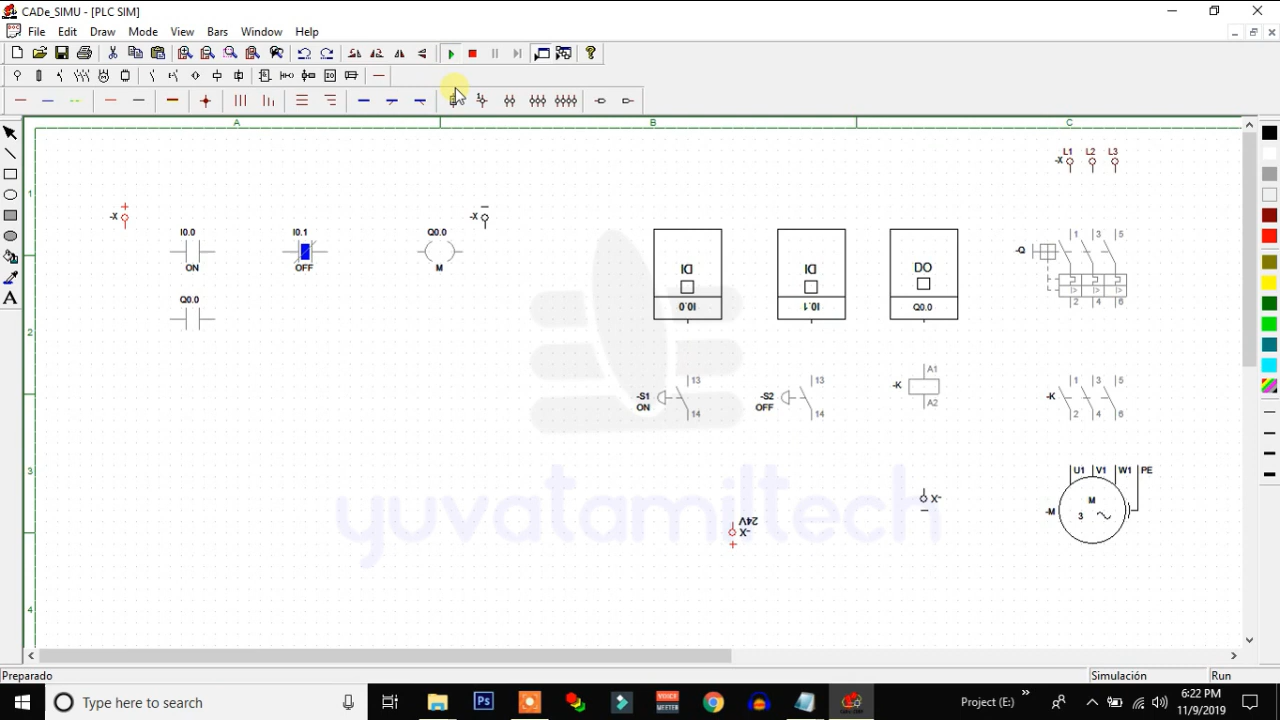 CADe_SIMU - [PLC SIM]
File Edit Draw Mode View Bars Window Help
A B C
1
2
3
4
-X +
I0.0
ON
Q0.0
I0.1
OFF
Q0.0
M
-X −
DI
I0.0
DI
I0.1
DO
Q0.0
-S1
ON
13
14
-S2
OFF
13
14
-K
A1
A2
-X
−
24V
-X
+
L1 L2 L3
-X
-Q
1 3 5
I> I> I>
2 4 6
-K
1 3 5
2 4 6
U1 V1 W1 PE
-M
M
3
yuvatamiltech
Preparado
Simulación
Run
Type here to search
Ps
VOICE MEETER
Project (E:)
6:22 PM
11/9/2019